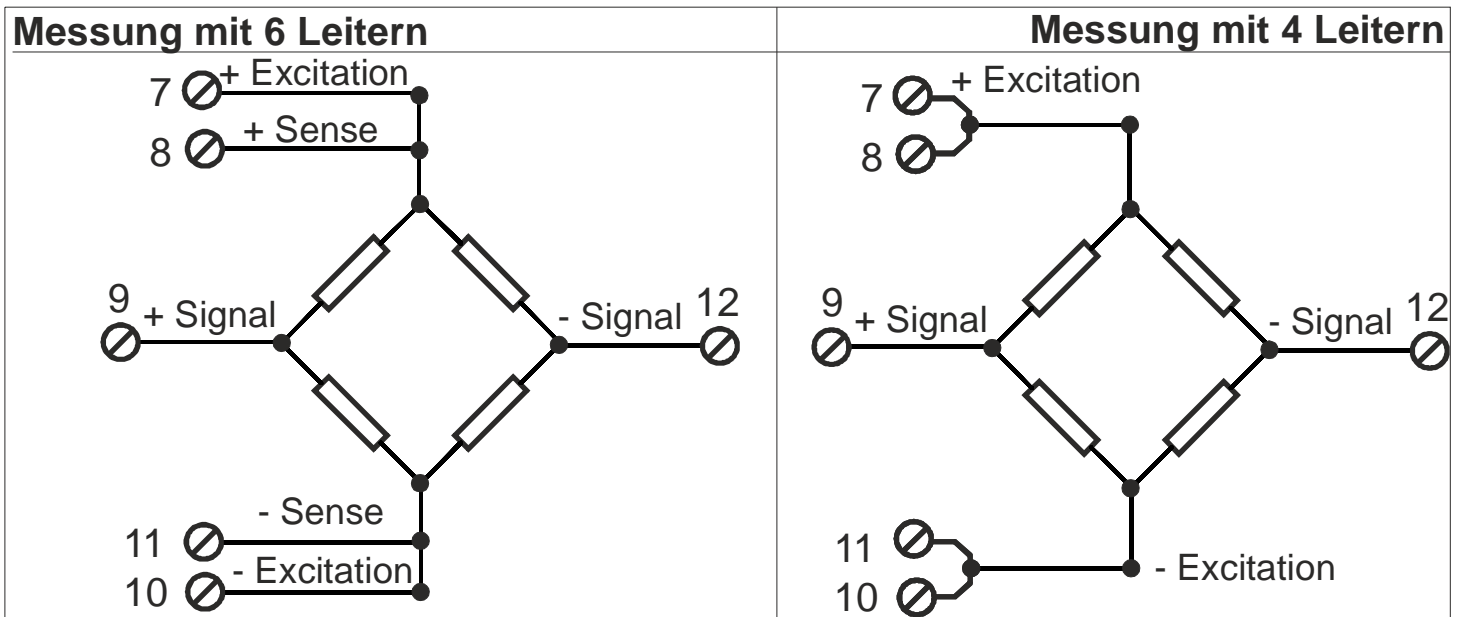 Messung mit 6 Leitern
7 + Excitation
8 + Sense
9 + Signal
- Signal 12
- Sense
11
- Excitation
10
Messung mit 4 Leitern
7 + Excitation
8
9 + Signal
- Signal 12
11
- Excitation
10